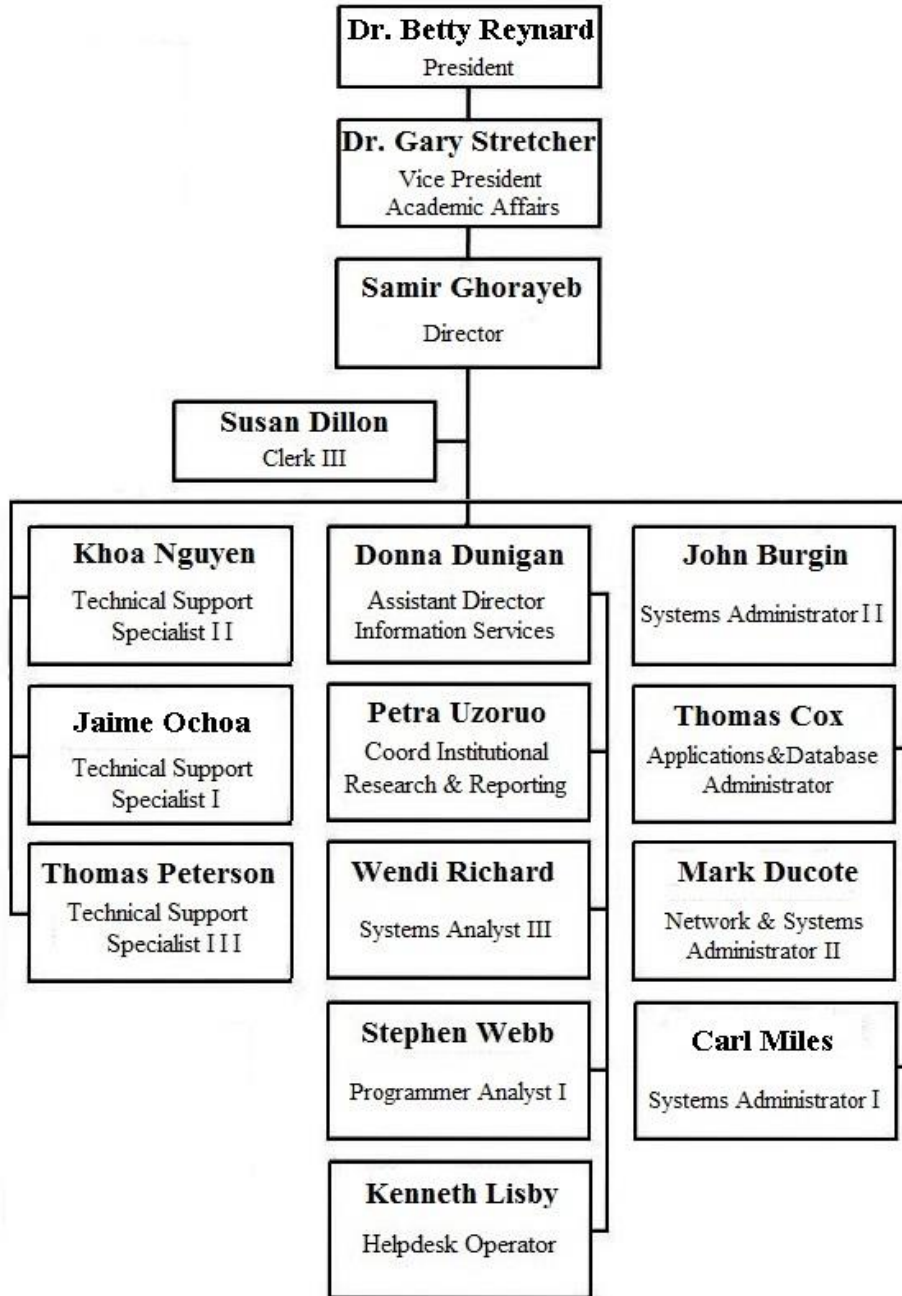 Dr. Betty Reynard
President
Dr. Gary Stretcher
Vice President
Academic Affairs
Samir Ghorayeb
Director
Susan Dillon
Clerk III
Khoa Nguyen
Technical Support
Specialist II
Jaime Ochoa
Technical Support
Specialist I
Thomas Peterson
Technical Support
Specialist III
Donna Dunigan
Assistant Director
Information Services
Petra Uzoruo
Coord Institutional
Research & Reporting
Wendi Richard
Systems Analyst III
Stephen Webb
Programmer Analyst I
Kenneth Lisby
Helpdesk Operator
John Burgin
Systems Administrator II
Thomas Cox
Applications&Database
Administrator
Mark Ducote
Network & Systems
Administrator II
Carl Miles
Systems Administrator I